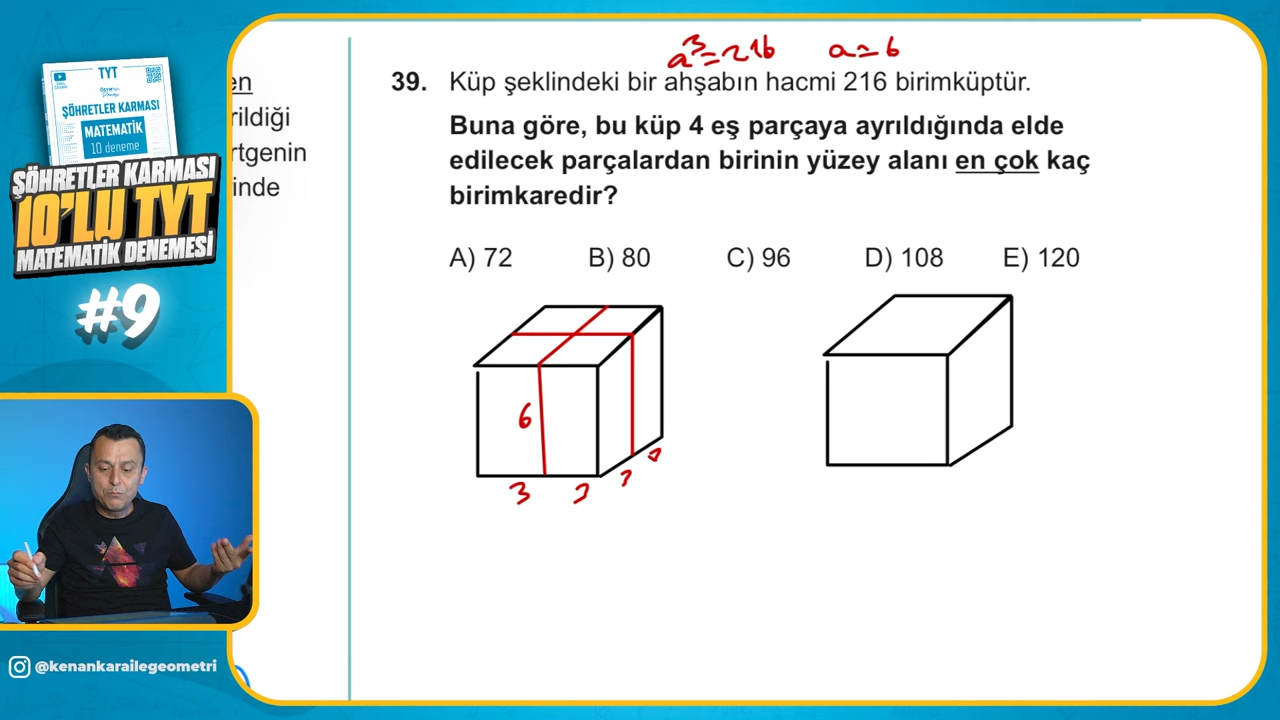 TYT
ŞÖHRETLER KARMASI
MATEMATİK
10 deneme
ŞÖHRETLER KARMASI
10'LU TYT
MATEMATİK DENEMESİ
#9
en
rildiği
rtgenin
inde
a³=216 a=6
39. Küp şeklindeki bir ahşabın hacmi 216 birimküptür.
Buna göre, bu küp 4 eş parçaya ayrıldığında elde
edilecek parçalardan birinin yüzey alanı en çok kaç
birimkaredir?
A) 72 B) 80 C) 96 D) 108 E) 120
6
3 3
@kenankarailegeometri